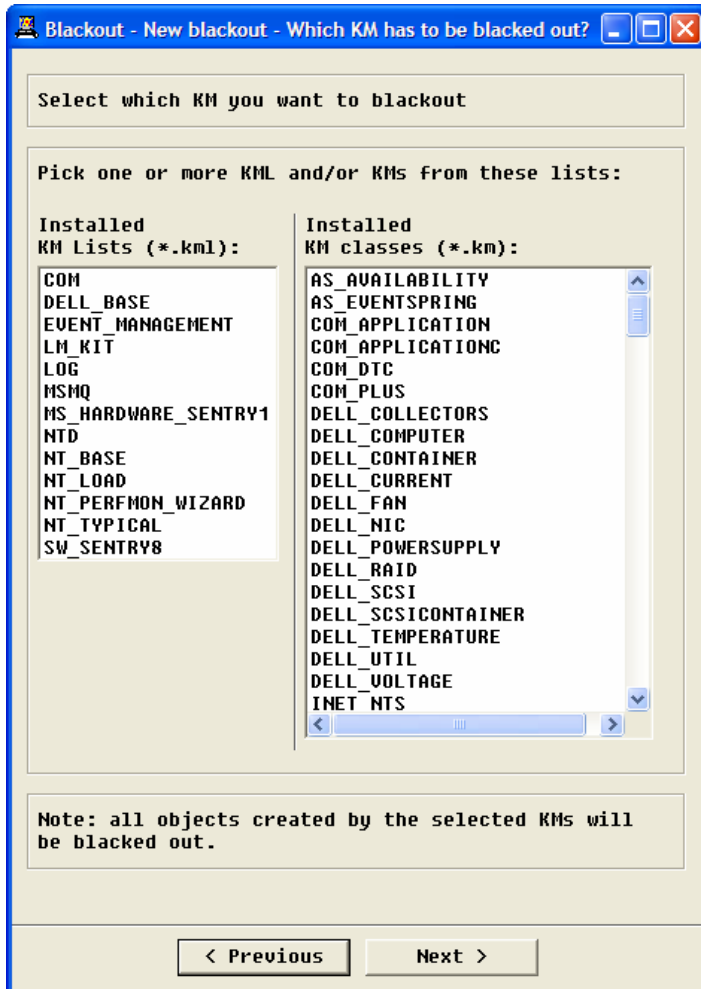 Blackout - New blackout - Which KM has to be blacked out?
Select which KM you want to blackout
Pick one or more KML and/or KMs from these lists:
Installed
KM Lists (*.kml):
COM
DELL_BASE
EVENT_MANAGEMENT
LM_KIT
LOG
MSMQ
MS_HARDWARE_SENTRY1
NTD
NT_BASE
NT_LOAD
NT_PERFMON_WIZARD
NT_TYPICAL
SW_SENTRY8
Installed
KM classes (*.km):
AS_AVAILABILITY
AS_EVENTSPRING
COM_APPLICATION
COM_APPLICATIONC
COM_DTC
COM_PLUS
DELL_COLLECTORS
DELL_COMPUTER
DELL_CONTAINER
DELL_CURRENT
DELL_FAN
DELL_NIC
DELL_POWERSUPPLY
DELL_RAID
DELL_SCSI
DELL_SCSICONTAINER
DELL_TEMPERATURE
DELL_UTIL
DELL_VOLTAGE
INET_NTS
Note: all objects created by the selected KMs will
be blacked out.
< Previous
Next >